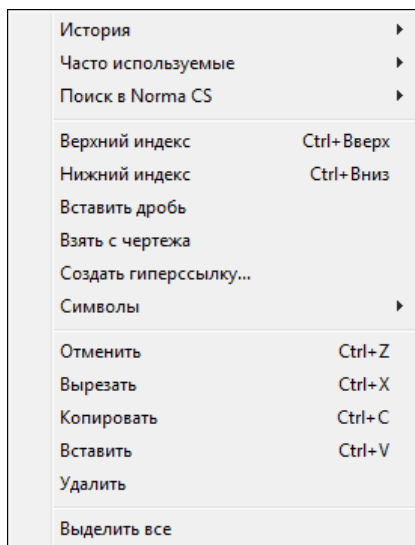 История
Часто используемые
Поиск в Norma CS
Верхний индекс Ctrl+Вверх
Нижний индекс Ctrl+Вниз
Вставить дробь
Взять с чертежа
Создать гиперссылку...
Символы
Отменить Ctrl+Z
Вырезать Ctrl+X
Копировать Ctrl+C
Вставить Ctrl+V
Удалить
Выделить все